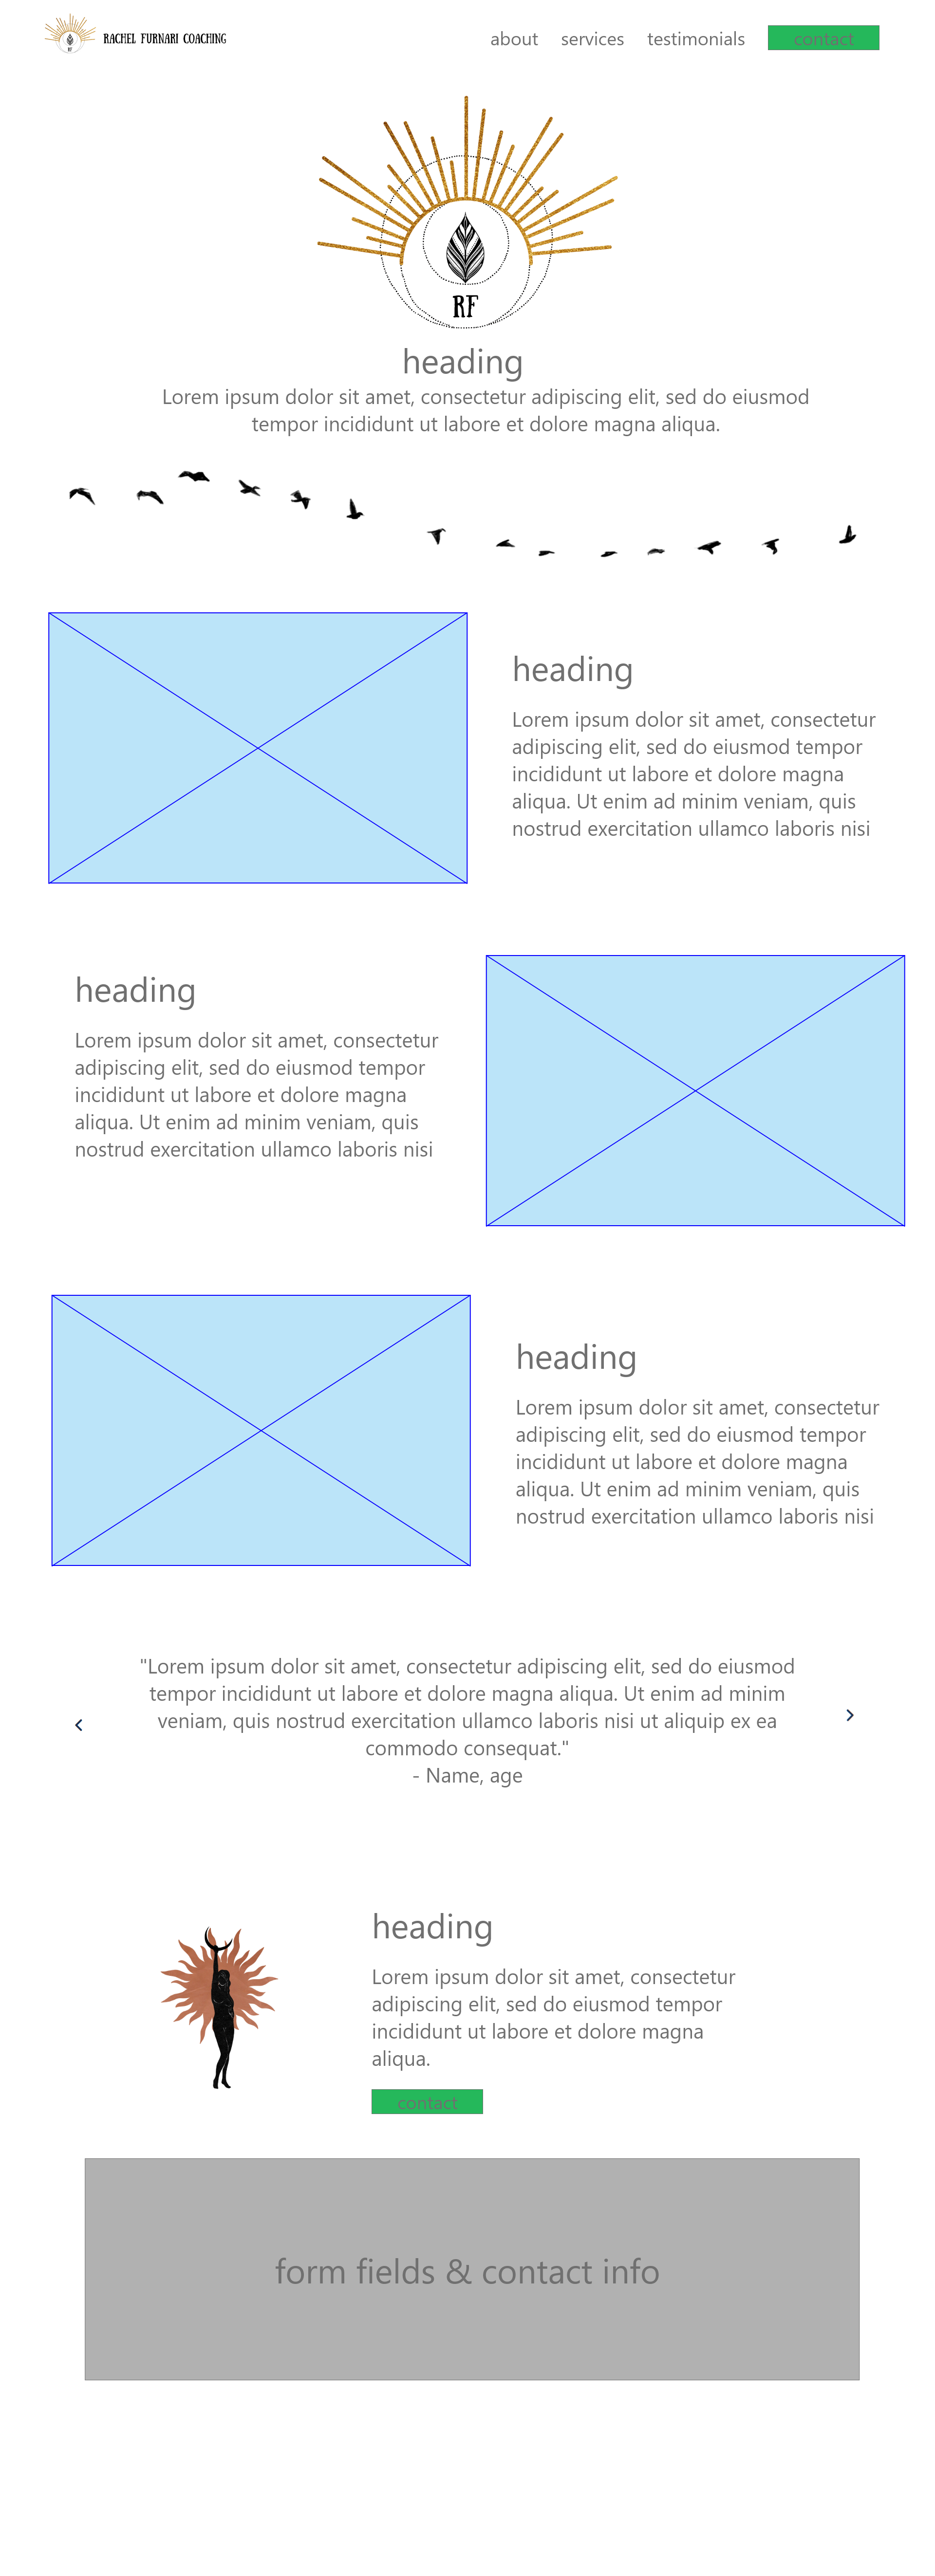 RF
RACHEL FURNARI COACHING
about services testimonials contact
RF
heading
Lorem ipsum dolor sit amet, consectetur adipiscing elit, sed do eiusmod
tempor incididunt ut labore et dolore magna aliqua.
heading
Lorem ipsum dolor sit amet, consectetur
adipiscing elit, sed do eiusmod tempor
incididunt ut labore et dolore magna
aliqua. Ut enim ad minim veniam, quis
nostrud exercitation ullamco laboris nisi
heading
Lorem ipsum dolor sit amet, consectetur
adipiscing elit, sed do eiusmod tempor
incididunt ut labore et dolore magna
aliqua. Ut enim ad minim veniam, quis
nostrud exercitation ullamco laboris nisi
heading
Lorem ipsum dolor sit amet, consectetur
adipiscing elit, sed do eiusmod tempor
incididunt ut labore et dolore magna
aliqua. Ut enim ad minim veniam, quis
nostrud exercitation ullamco laboris nisi
"Lorem ipsum dolor sit amet, consectetur adipiscing elit, sed do eiusmod
tempor incididunt ut labore et dolore magna aliqua. Ut enim ad minim
veniam, quis nostrud exercitation ullamco laboris nisi ut aliquip ex ea
commodo consequat."
- Name, age
heading
Lorem ipsum dolor sit amet, consectetur
adipiscing elit, sed do eiusmod tempor
incididunt ut labore et dolore magna
aliqua.
contact
form fields & contact info